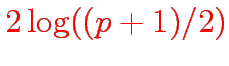 2 log((p + 1)/2)